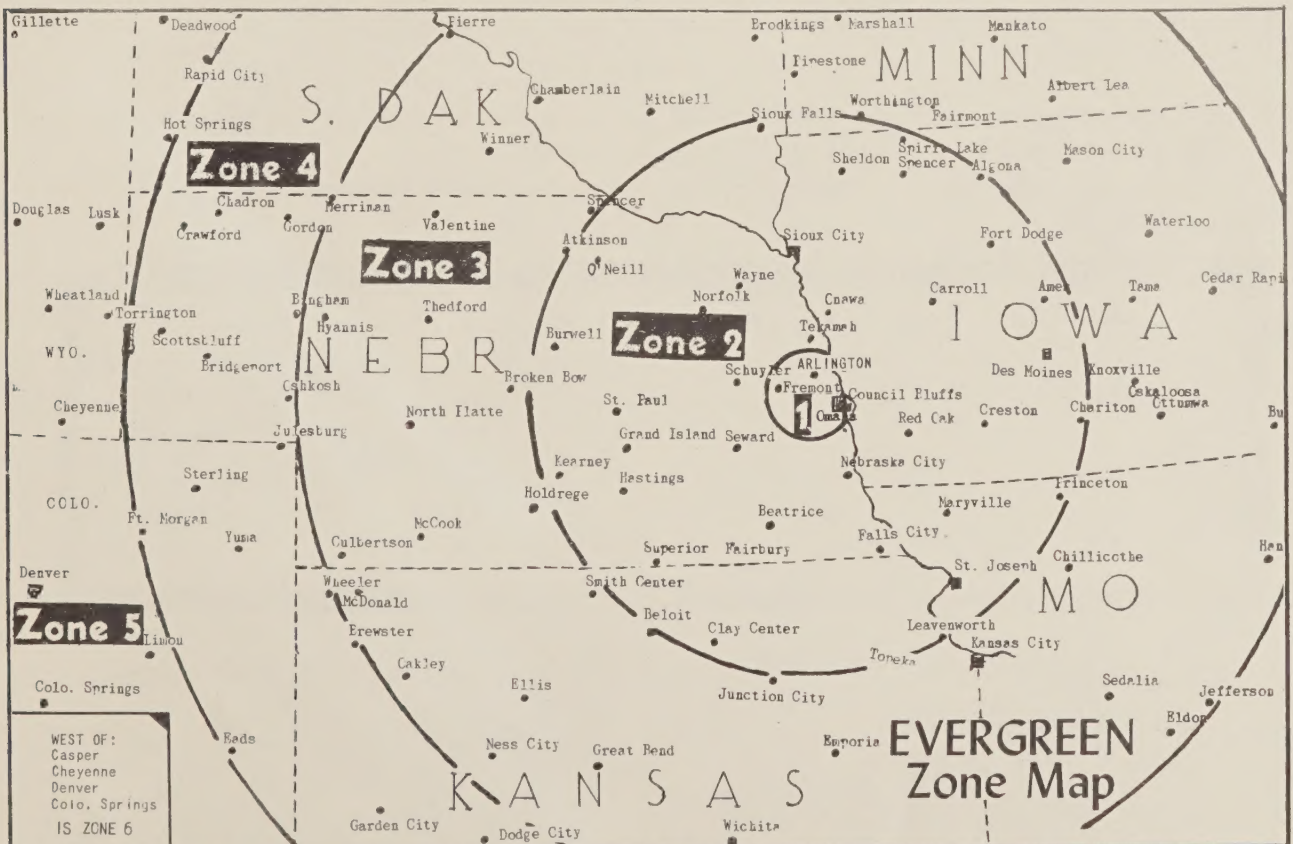 Gillette
Deadwood
Pierre
Brookings
Marshall
Mankato
Rapid City
Pipestone
MINN
S. DAK
Chamberlain
Mitchell
Albert Lea
Sioux Falls
Worthington
Fairmont
Hot Springs
Winner
Spirit Lake
Mason City
Zone 4
Sheldon
Spencer
Algona
Douglas
Lusk
Chadron
Merriman
Valentine
Spencer
Waterloo
Crawford
Gordon
Atkinson
Sioux City
Fort Dodge
Zone 3
O'Neill
Wayne
Wheatland
Torrington
Bingham
Hyannis
Thedford
Norfolk
Onawa
Carroll
Ames
Tama
Cedar Rapi
IOWA
Scottsbluff
Burwell
Zone 2
Tekamah
WYO.
Bridgeport
NEBR
Schuyler
ARLINGTON
Des Moines
Knoxville
Oshkosh
Broken Bow
Fremont
Council Bluffs
Oskaloosa
Cheyenne
North Platte
St. Paul
1
Omaha
Red Oak
Creston
Chariton
Ottumwa
Bu
Julesburg
Grand Island
Seward
Sterling
Kearney
Hastings
Nebraska City
COLO.
Holdrege
Maryville
Princeton
Ft. Morgan
McCook
Beatrice
Yuma
Culbertson
Superior
Fairbury
Falls City
Chillicothe
Han
Denver
Wheeler
Smith Center
St. Joseph
McDonald
MO
Zone 5
Limou
Brewster
Beloit
Clay Center
Leavenworth
Kansas City
Oakley
Topeka
Colo. Springs
Ellis
Junction City
Sedalia
Jefferson
Eldon
WEST OF:
Casper
Cheyenne
Denver
Colo. Springs
IS ZONE 6
Eads
Ness City
Great Bend
Emporia
EVERGREEN
Zone Map
KANSAS
Garden City
Dodge City
Wichita